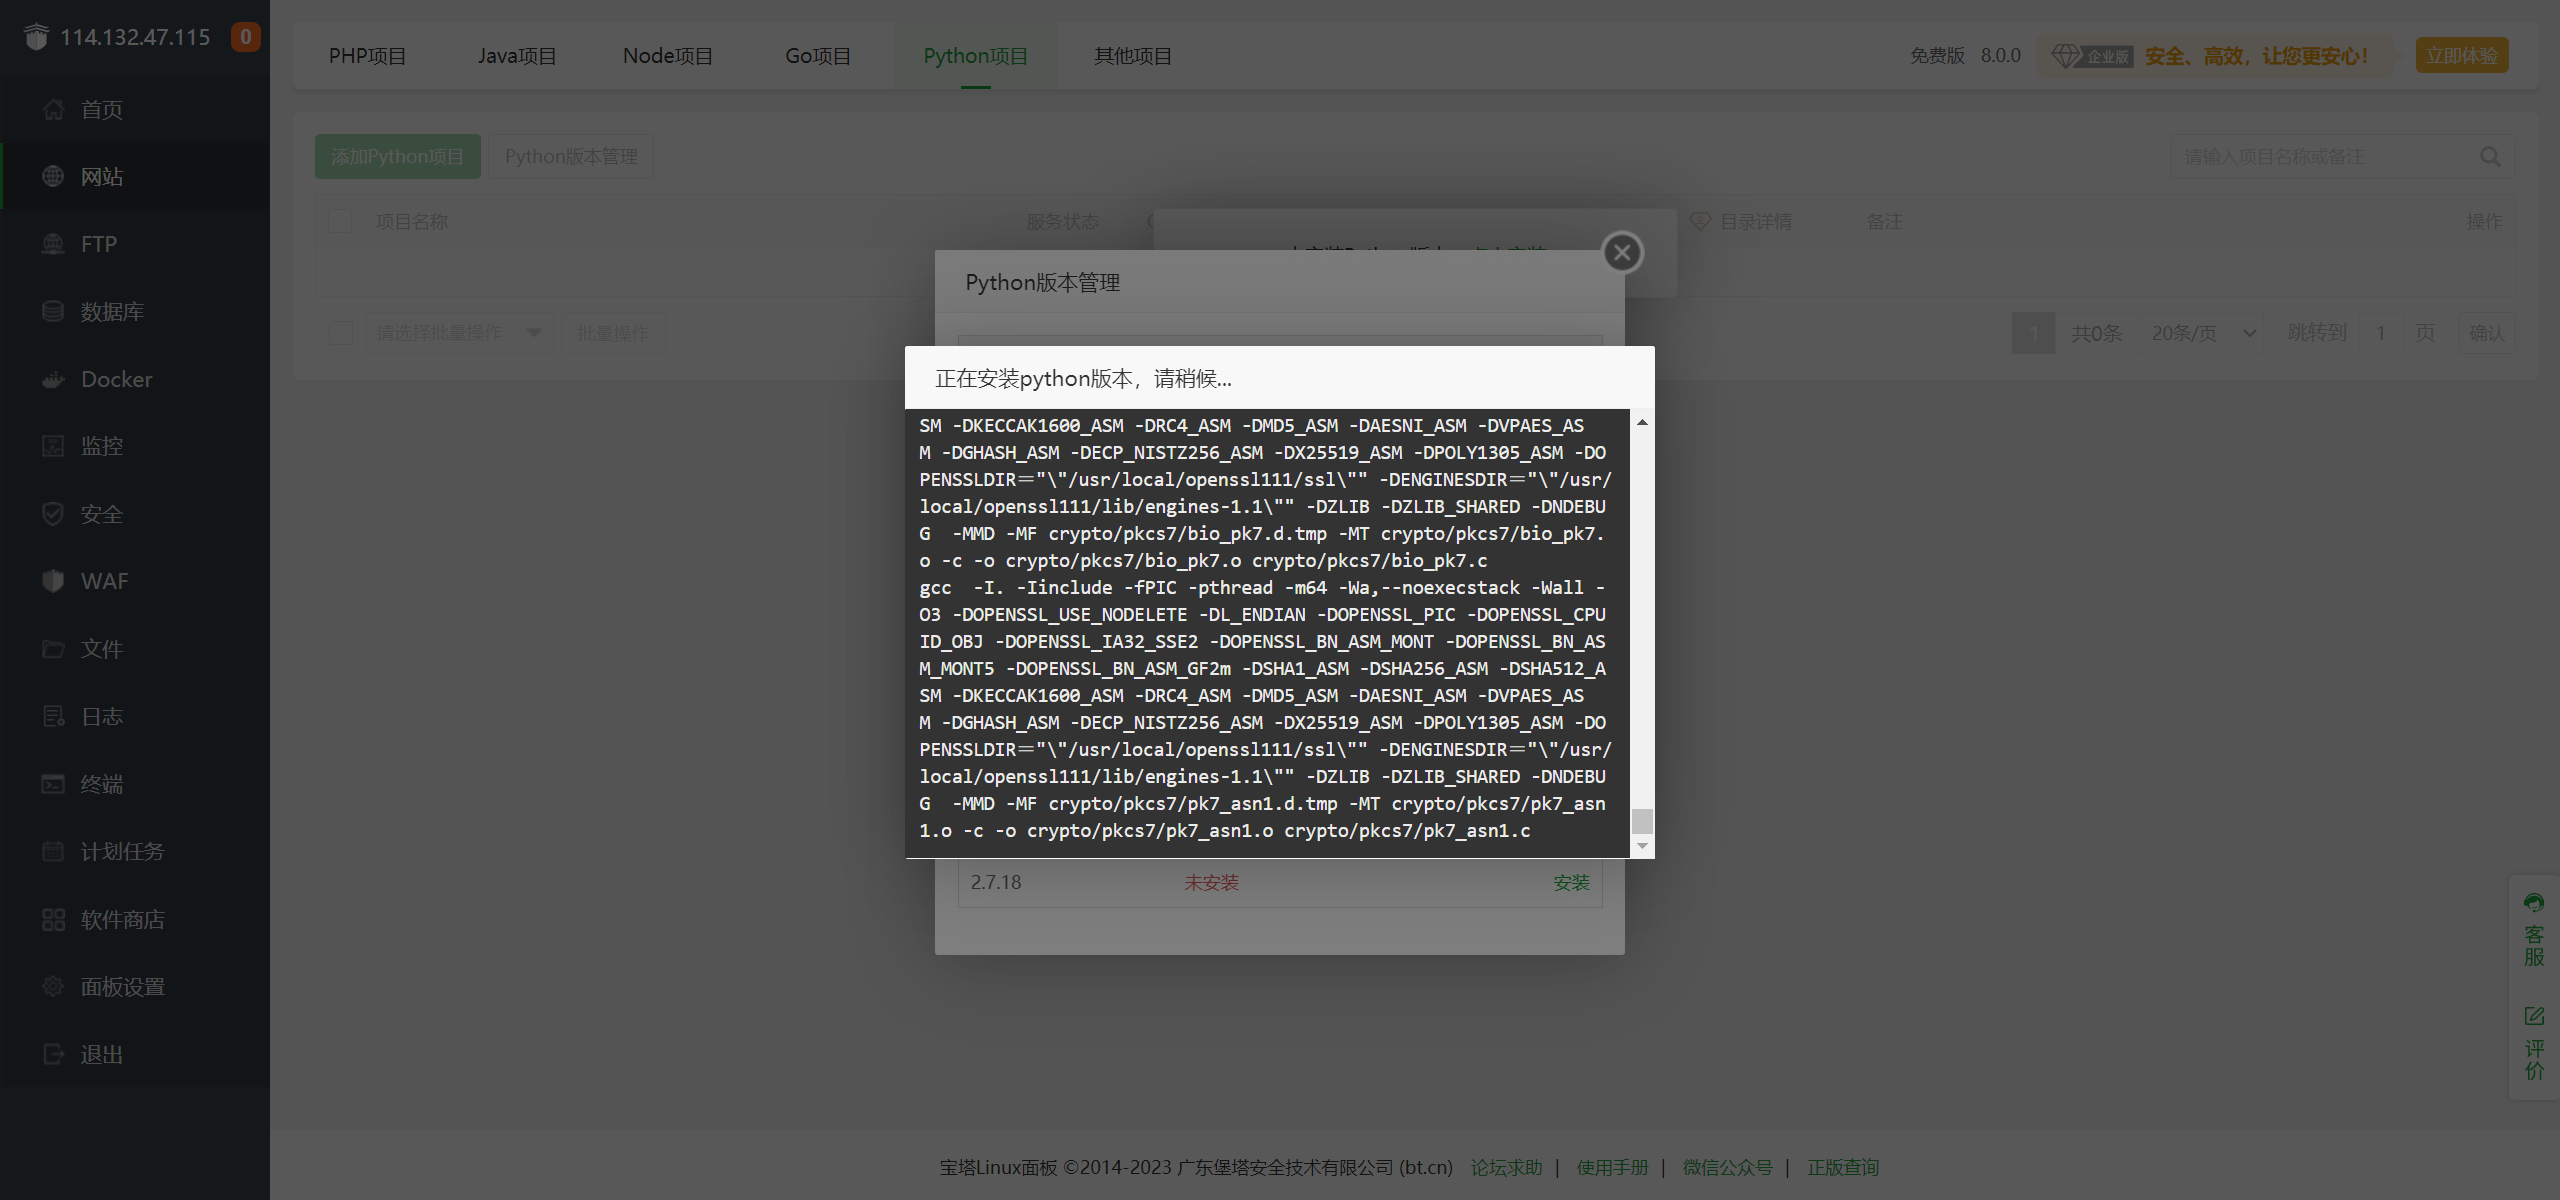 114.132.47.115 0
首页
网站
FTP
数据库
Docker
监控
安全
WAF
文件
日志
终端
计划任务
软件商店
面板设置
退出
PHP项目 Java项目 Node项目 Go项目 Python项目 其他项目
免费版 8.0.0 企业版 安全、高效，让您更安心！ 立即体验
添加Python项目 Python版本管理 请输入项目名称或备注
项目名称 服务状态 目录详情 备注 操作
请选择批量操作 批量操作
1 共0条 20条/页 跳转到 1 页 确认
Python版本管理
正在安装python版本，请稍候...
SM -DKECCAK1600_ASM -DRC4_ASM -DMD5_ASM -DAESNI_ASM -DVPAES_AS
M -DGHASH_ASM -DECP_NISTZ256_ASM -DX25519_ASM -DPOLY1305_ASM -DO
PENSSLDIR="\"/usr/local/openssl111/ssl\"" -DENGINESDIR="\"/usr/
local/openssl111/lib/engines-1.1\"" -DZLIB -DZLIB_SHARED -DNDEBU
G  -MMD -MF crypto/pkcs7/bio_pk7.d.tmp -MT crypto/pkcs7/bio_pk7.
o -c -o crypto/pkcs7/bio_pk7.o crypto/pkcs7/bio_pk7.c
gcc  -I. -Iinclude -fPIC -pthread -m64 -Wa,--noexecstack -Wall -
O3 -DOPENSSL_USE_NODELETE -DL_ENDIAN -DOPENSSL_PIC -DOPENSSL_CPU
ID_OBJ -DOPENSSL_IA32_SSE2 -DOPENSSL_BN_ASM_MONT -DOPENSSL_BN_AS
M_MONT5 -DOPENSSL_BN_ASM_GF2m -DSHA1_ASM -DSHA256_ASM -DSHA512_A
SM -DKECCAK1600_ASM -DRC4_ASM -DMD5_ASM -DAESNI_ASM -DVPAES_AS
M -DGHASH_ASM -DECP_NISTZ256_ASM -DX25519_ASM -DPOLY1305_ASM -DO
PENSSLDIR="\"/usr/local/openssl111/ssl\"" -DENGINESDIR="\"/usr/
local/openssl111/lib/engines-1.1\"" -DZLIB -DZLIB_SHARED -DNDEBU
G  -MMD -MF crypto/pkcs7/pk7_asn1.d.tmp -MT crypto/pkcs7/pk7_asn
1.o -c -o crypto/pkcs7/pk7_asn1.o crypto/pkcs7/pk7_asn1.c
2.7.18 未安装 安装
客服
评价
宝塔Linux面板 ©2014-2023 广东堡塔安全技术有限公司 (bt.cn) 论坛求助 | 使用手册 | 微信公众号 | 正版查询